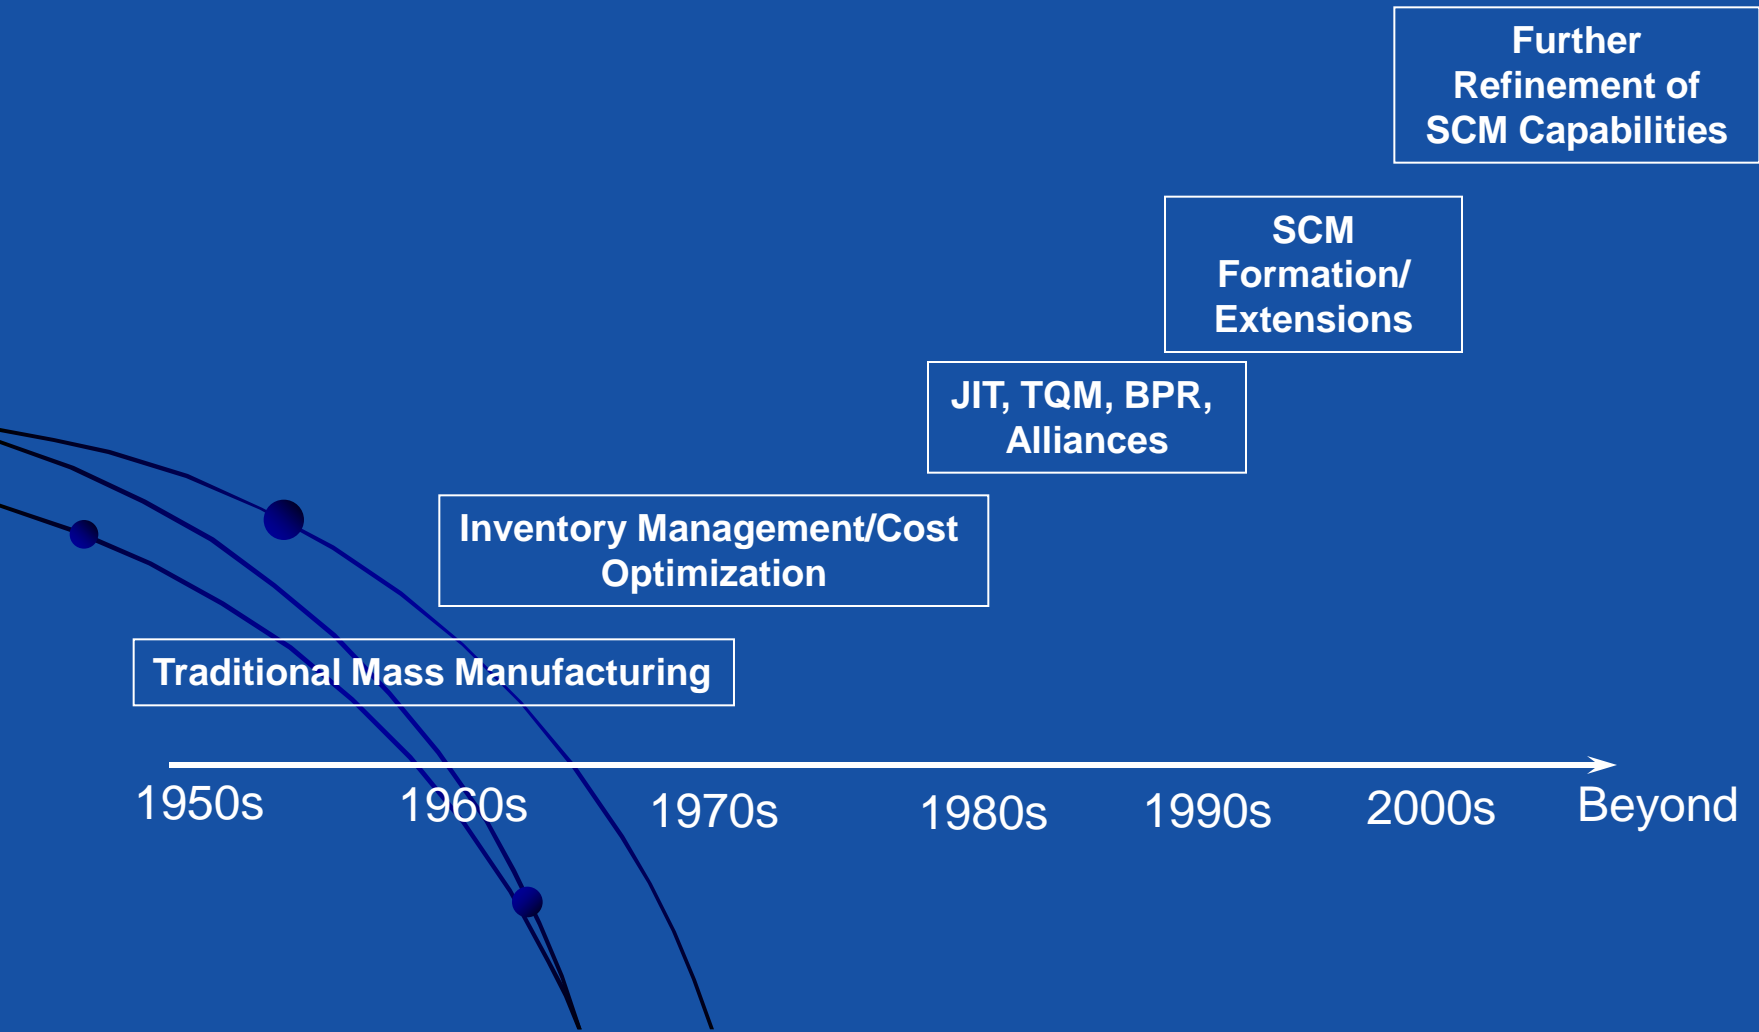 Further
Refinement of
SCM Capabilities
SCM
Formation/
Extensions
JIT, TQM, BPR,
Alliances
Inventory Management/Cost
Optimization
Traditional Mass Manufacturing
1950s 1960s 1970s 1980s 1990s 2000s Beyond